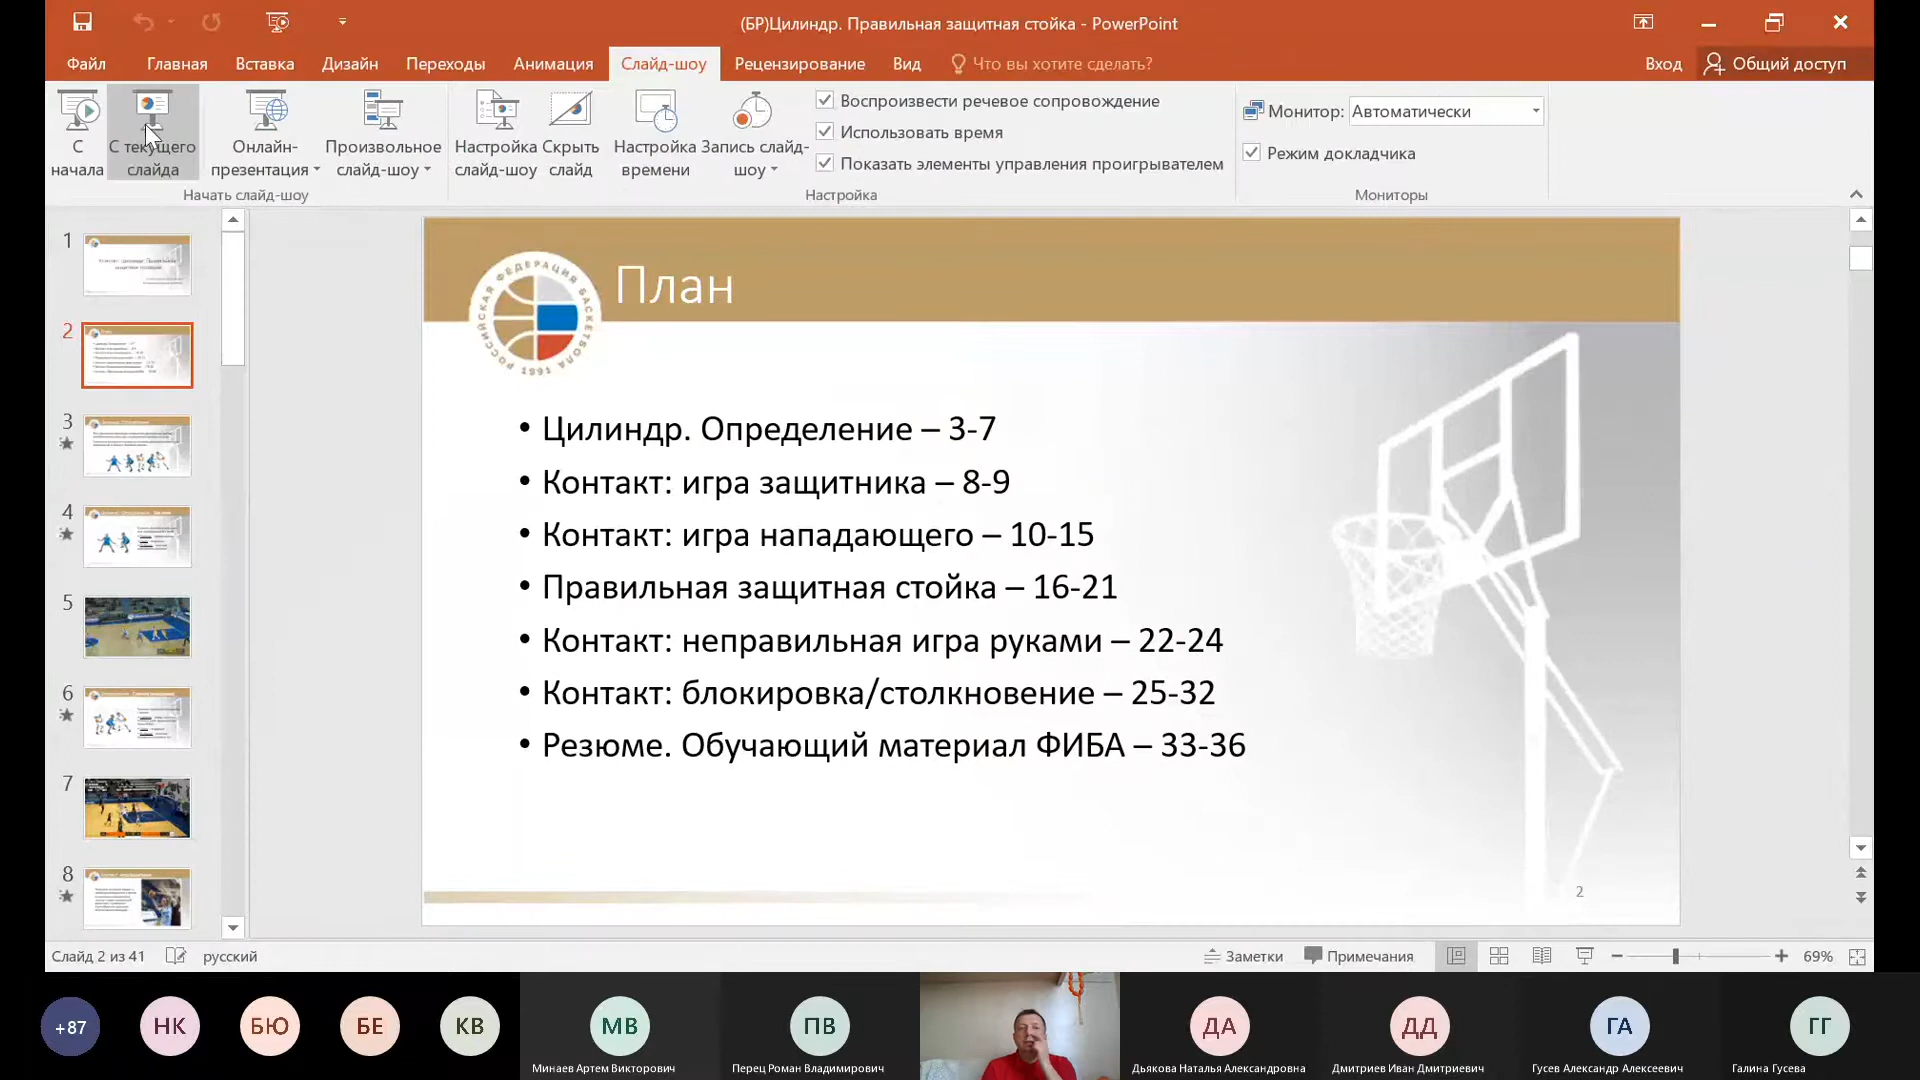 (БР)Цилиндр. Правильная защитная стойка - PowerPoint
Файл Главная Вставка Дизайн Переходы Анимация Слайд-шоу Рецензирование Вид Что вы хотите сделать? Вход Общий доступ
С начала
С текущего слайда
Онлайн-презентация
Произвольное слайд-шоу
Настройка слайд-шоу
Скрыть слайд
Настройка времени
Запись слайд-шоу
Воспроизвести речевое сопровождение
Использовать время
Показать элементы управления проигрывателем
Монитор: Автоматически
Режим докладчика
Начать слайд-шоу
Настройка
Мониторы
1
2
3
4
5
6
7
8
РОССИЙСКАЯ ФЕДЕРАЦИЯ БАСКЕТБОЛА 1891
План
• Цилиндр. Определение – 3-7
• Контакт: игра защитника – 8-9
• Контакт: игра нападающего – 10-15
• Правильная защитная стойка – 16-21
• Контакт: неправильная игра руками – 22-24
• Контакт: блокировка/столкновение – 25-32
• Резюме. Обучающий материал ФИБА – 33-36
2
Слайд 2 из 41 русский Заметки Примечания 69%
+87 НК БЮ БЕ КВ МВ ПВ ДА ДД ГА ГГ
Минаев Артем Викторович
Перец Роман Владимирович
Дьякова Наталья Александровна
Дмитриев Иван Дмитриевич
Гусев Александр Алексеевич
Галина Гусева